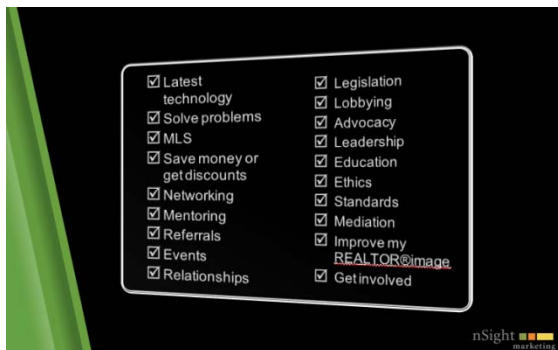 ☑ Latest
technology
☑ Solve problems
☑ MLS
☑ Save money or
get discounts
☑ Networking
☑ Mentoring
☑ Referrals
☑ Events
☑ Relationships
☑ Legislation
☑ Lobbying
☑ Advocacy
☑ Leadership
☑ Education
☑ Ethics
☑ Standards
☑ Mediation
☑ Improve my
REALTOR®image
☑ Get involved
nSight
marketing